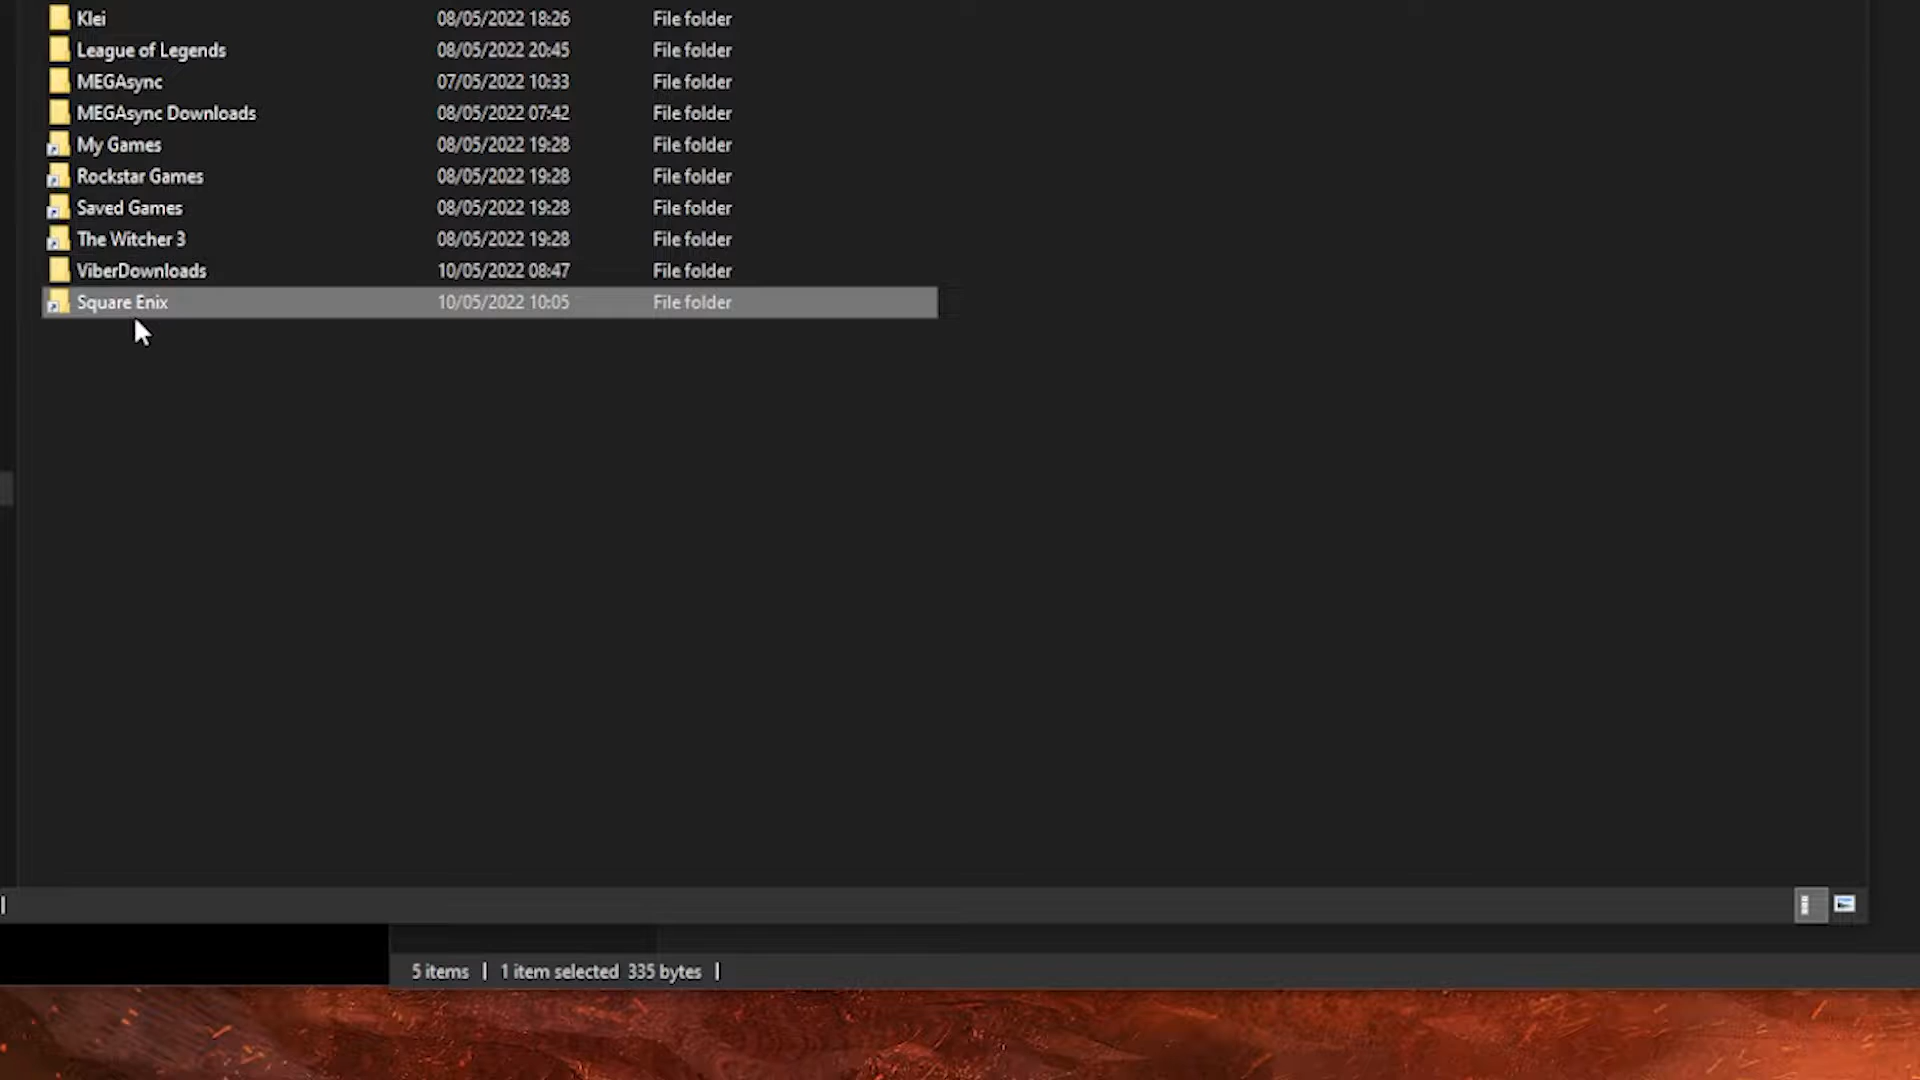 Klei 08/05/2022 18:26 File folder
League of Legends 08/05/2022 20:45 File folder
MEGAsync 07/05/2022 10:33 File folder
MEGAsync Downloads 08/05/2022 07:42 File folder
My Games 08/05/2022 19:28 File folder
Rockstar Games 08/05/2022 19:28 File folder
Saved Games 08/05/2022 19:28 File folder
The Witcher 3 08/05/2022 19:28 File folder
ViberDownloads 10/05/2022 08:47 File folder
Square Enix 10/05/2022 10:05 File folder
5 items | 1 item selected 335 bytes |